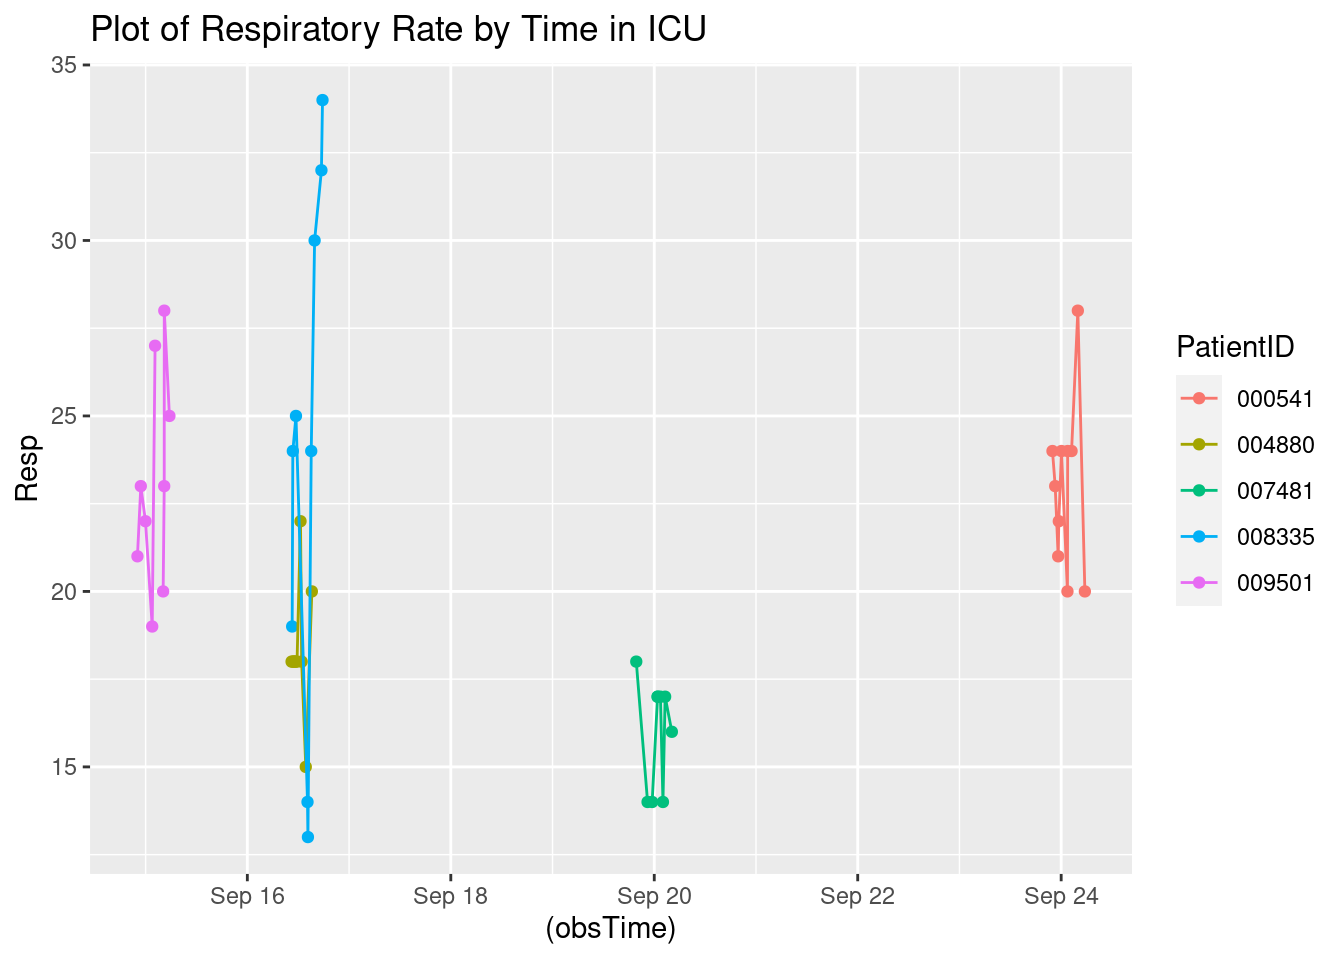 Plot of Respiratory Rate by Time in ICU
35
30
25
20
15
Resp
Sep 16
Sep 18
Sep 20
Sep 22
Sep 24
(obsTime)
PatientID
000541
004880
007481
008335
009501